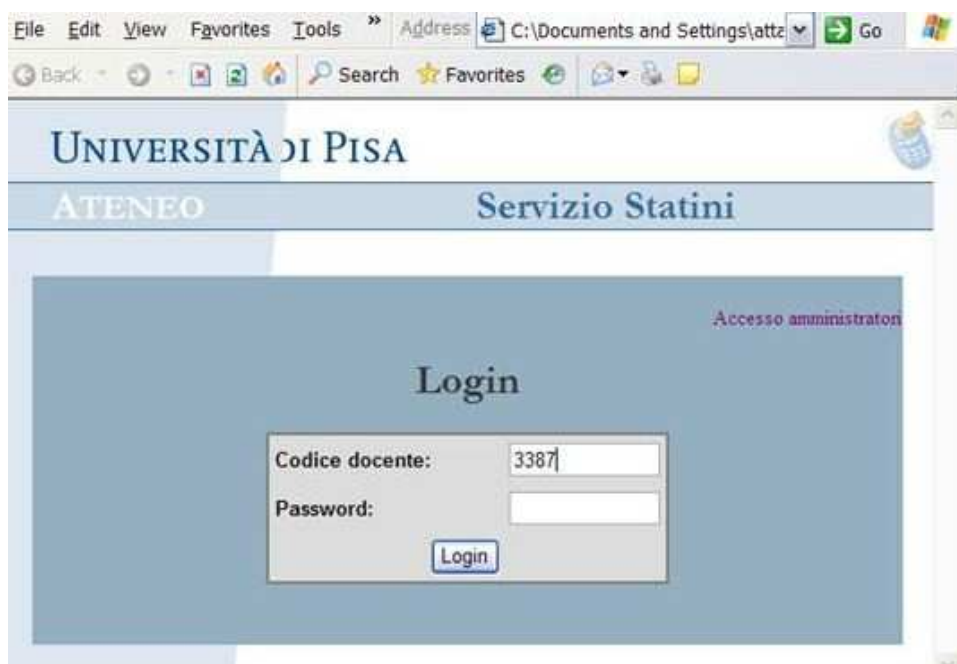 File Edit View Favorites Tools » Address C:\Documents and Settings\atta Go
Back Search Favorites
UNIVERSITÀ DI PISA
ATENEO Servizio Statini
Accesso amministratori
Login
Codice docente: 3387
Password:
Login